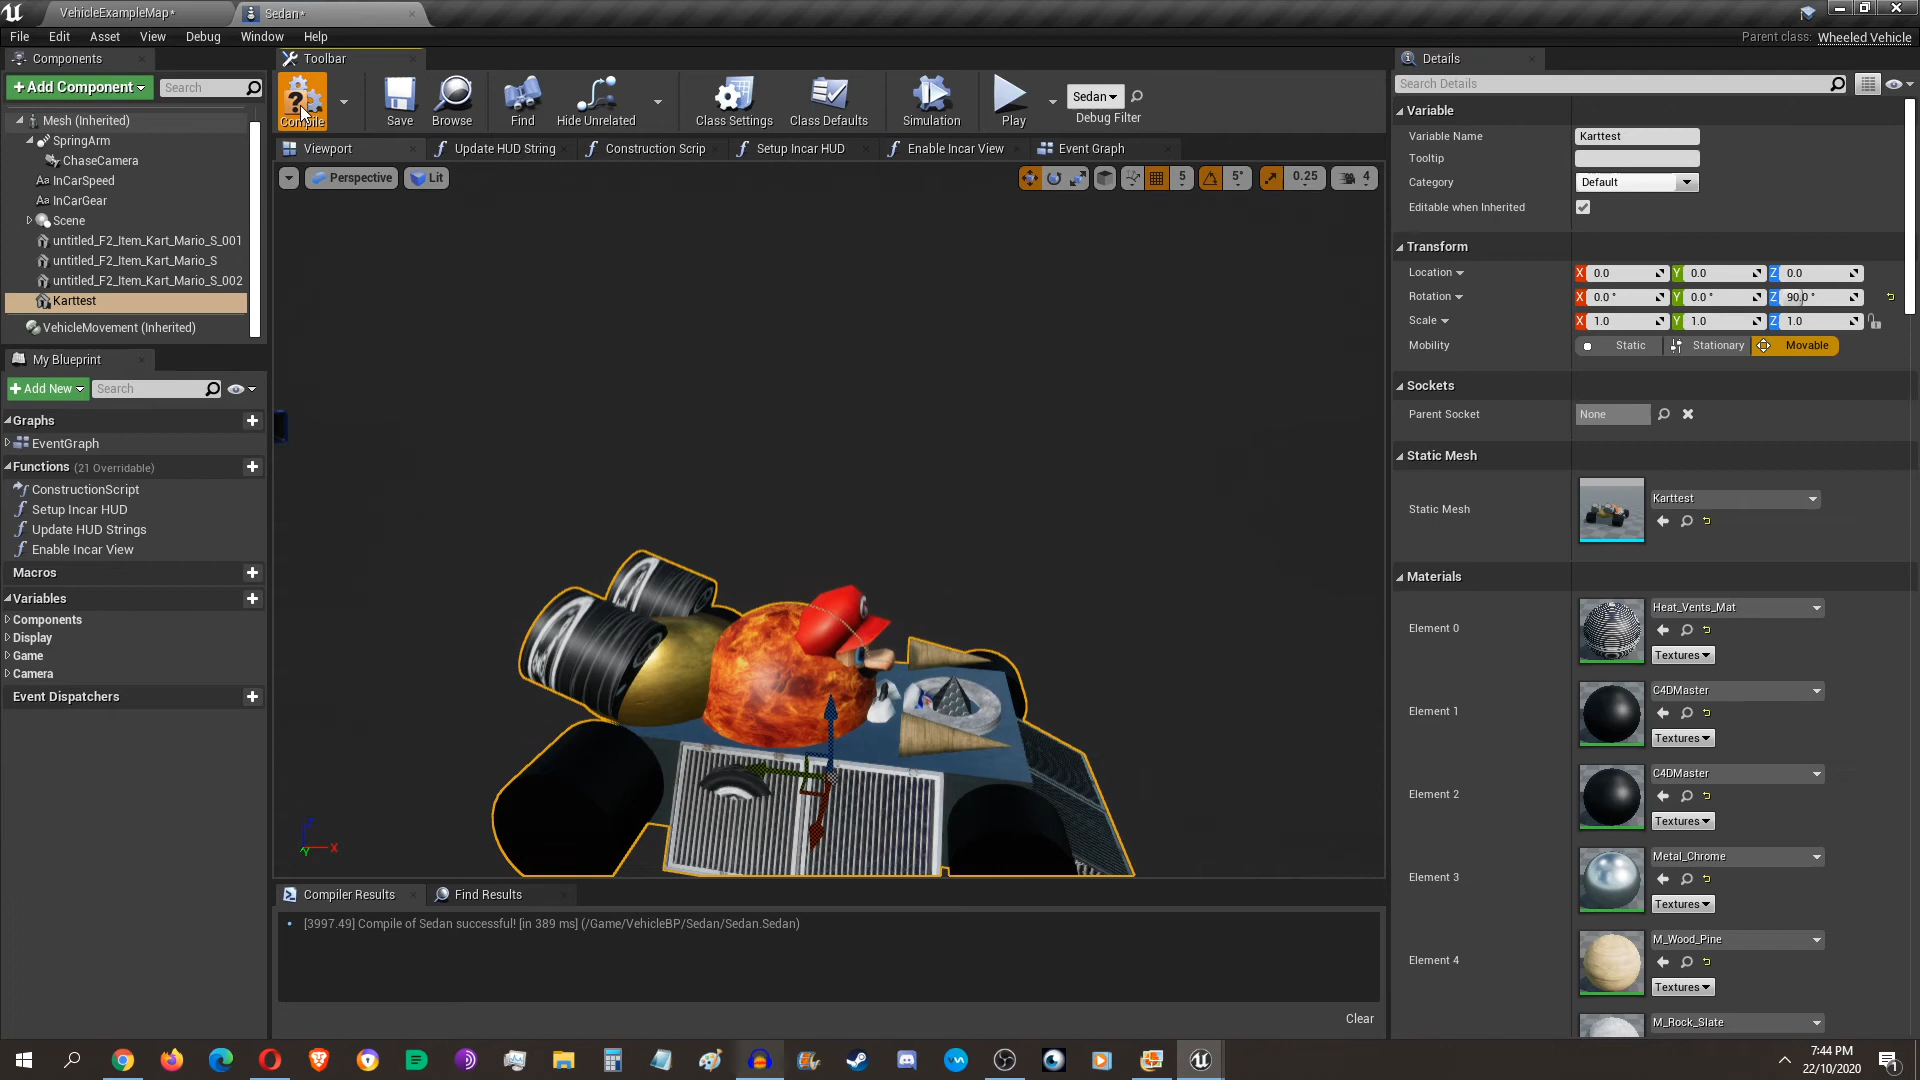 VehicleExampleMap*
Sedan*
File Edit Asset View Debug Window Help
Parent class: Wheeled Vehicle
Components
+Add Component
Search
Mesh (Inherited)
SpringArm
ChaseCamera
Aa InCarSpeed
Aa InCarGear
Scene
untitled_F2_Item_Kart_Mario_S_001
untitled_F2_Item_Kart_Mario_S
untitled_F2_Item_Kart_Mario_S_002
Karttest
VehicleMovement (Inherited)
My Blueprint
+Add New
Search
Graphs
EventGraph
Functions (21 Overridable)
ConstructionScript
Setup Incar HUD
Update HUD Strings
Enable Incar View
Macros
Variables
Components
Display
Game
Camera
Event Dispatchers
Toolbar
Compile
Save
Browse
Find
Hide Unrelated
Class Settings
Class Defaults
Simulation
Play
Sedan
Debug Filter
Viewport
Update HUD String
Construction Scrip
Setup Incar HUD
Enable Incar View
Event Graph
Perspective
Lit
5
5°
0.25
4
Z
X
Y
Compiler Results
Find Results
[3997.49] Compile of Sedan successful! [in 389 ms] (/Game/VehicleBP/Sedan/Sedan.Sedan)
Clear
Details
Search Details
Variable
Variable Name Karttest
Tooltip
Category Default
Editable when Inherited
Transform
Location X 0.0 Y 0.0 Z 0.0
Rotation X 0.0 ° Y 0.0 ° Z 90.0 °
Scale X 1.0 Y 1.0 Z 1.0
Mobility Static Stationary Movable
Sockets
Parent Socket None
Static Mesh
Static Mesh Karttest
Materials
Element 0 Heat_Vents_Mat
Textures
Element 1 C4DMaster
Textures
Element 2 C4DMaster
Textures
Element 3 Metal_Chrome
Textures
Element 4 M_Wood_Pine
Textures
M_Rock_Slate
7:44 PM
22/10/2020
1